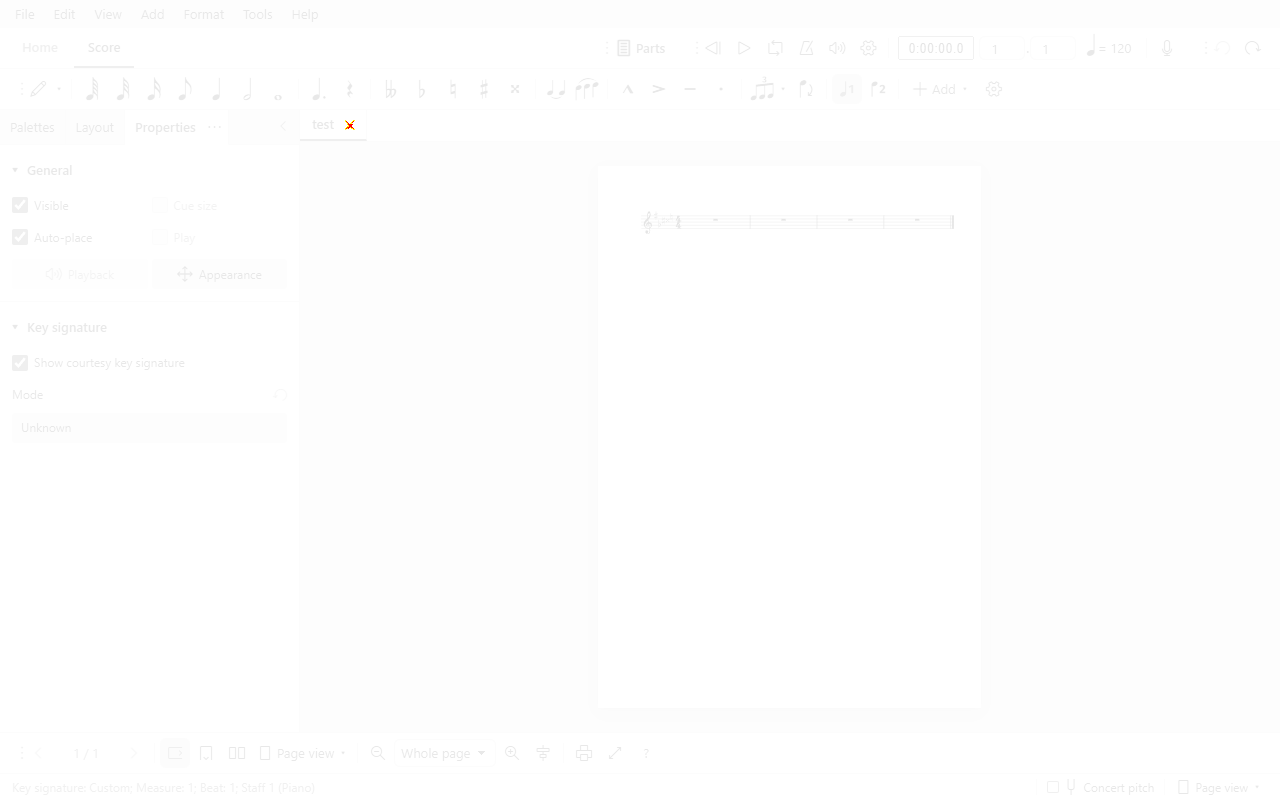 File Edit View Add Format Tools Help
Home Score Parts 0:00:00.0 1 . 1 = 120
1 2 Add
Palettes Layout Properties test
General
Visible Cue size
Auto-place Play
Playback Appearance
Key signature
Show courtesy key signature
Mode
Unknown
1 / 1 Page view Whole page ?
Key signature: Custom; Measure: 1; Beat: 1; Staff 1 (Piano) Concert pitch Page view